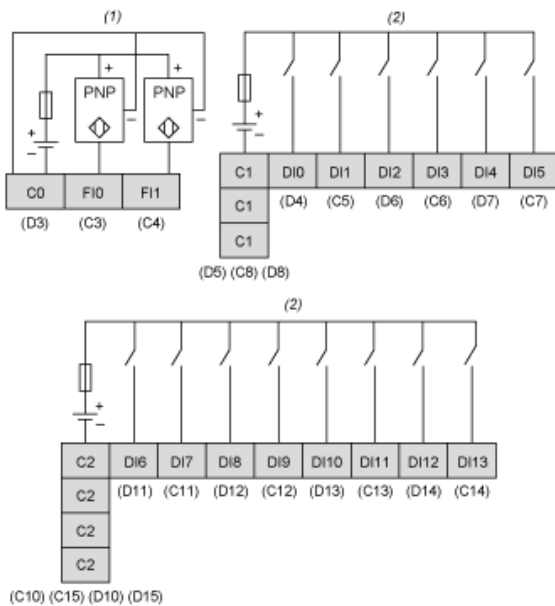 (1)
+ +
PNP PNP
+ − −
−
C0 FI0 FI1
(D3) (C3) (C4)
(2)
+
−
C1 DI0 DI1 DI2 DI3 DI4 DI5
(D4) (C5) (D6) (C6) (D7) (C7)
C1
C1
(D5) (C8) (D8)
(2)
+
−
C2 DI6 DI7 DI8 DI9 DI10 DI11 DI12 DI13
(D11) (C11) (D12) (C12) (D13) (C13) (D14) (C14)
C2
C2
C2
(C10) (C15) (D10) (D15)